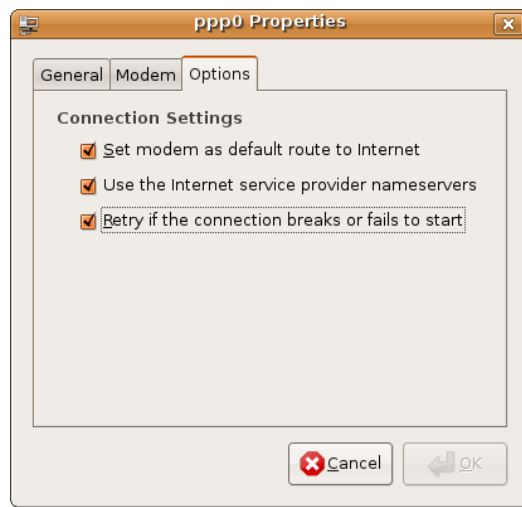 ppp0 Properties
General Modem Options
Connection Settings
Set modem as default route to Internet
Use the Internet service provider nameservers
Retry if the connection breaks or fails to start
Cancel OK